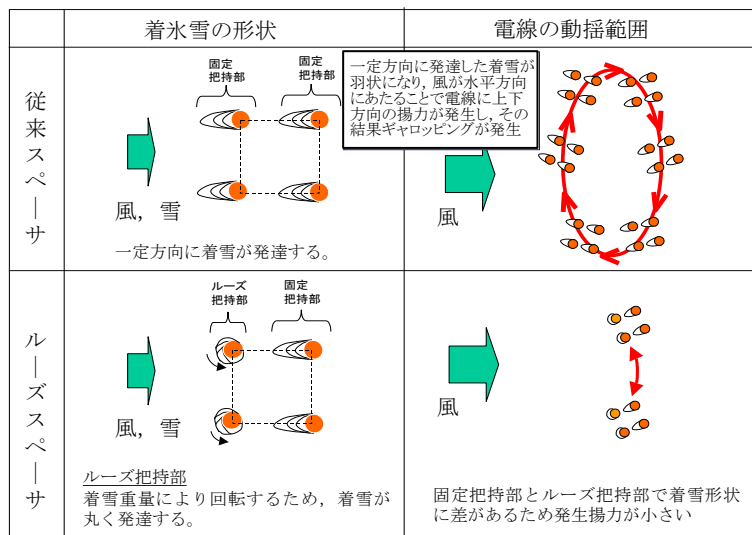 着氷雪の形状
電線の動揺範囲
従来スペーサ
固定
把持部
固定
把持部
風，雪
一定方向に着雪が発達する。
一定方向に発達した着雪が
羽状になり，風が水平方向
にあたることで電線に上下
方向の揚力が発生し，その
結果ギャロッピングが発生
風
ルーズスペーサ
ルーズ
把持部
固定
把持部
風，雪
ルーズ把持部
着雪重量により回転するため，着雪が
丸く発達する。
風
固定把持部とルーズ把持部で着雪形状
に差があるため発生揚力が小さい